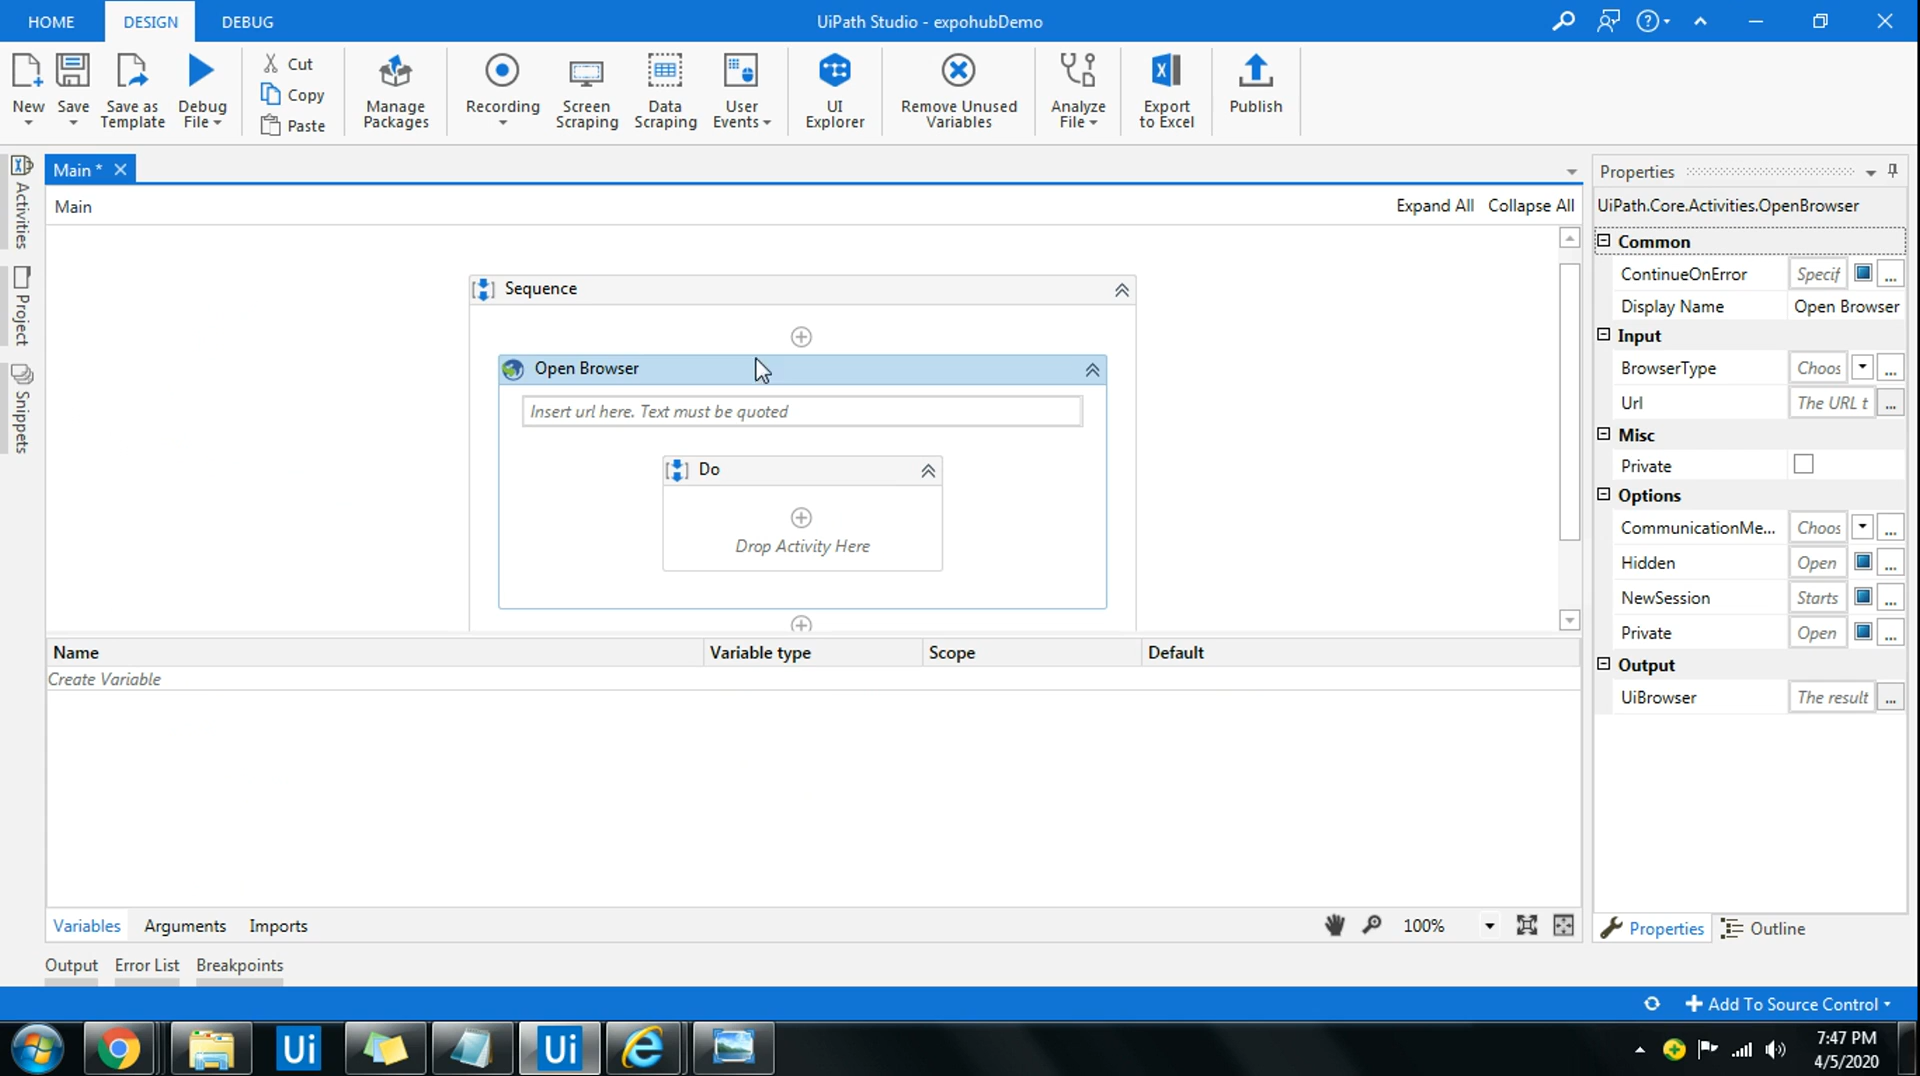 HOME DESIGN DEBUG UiPath Studio - expohubDemo
New Save Save as Template Debug File Cut Copy Paste Manage Packages Recording Screen Scraping Data Scraping User Events UI Explorer Remove Unused Variables Analyze File Export to Excel Publish
Activities
Project
Snippets
Main *
Main Expand All Collapse All
Sequence
Open Browser
Insert url here. Text must be quoted
Do
Drop Activity Here
Name Variable type Scope Default
Create Variable
Variables Arguments Imports 100%
Output Error List Breakpoints
Properties
UiPath.Core.Activities.OpenBrowser
Common
ContinueOnError Specif ...
Display Name Open Browser
Input
BrowserType Choos ...
Url The URL t ...
Misc
Private
Options
CommunicationMe... Choos ...
Hidden Open ...
NewSession Starts ...
Private Open ...
Output
UiBrowser The result ...
Properties Outline
Add To Source Control
Ui Ui
7:47 PM
4/5/2020